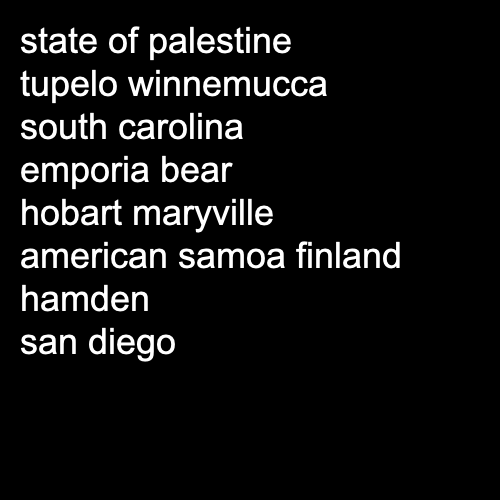 state of palestine
tupelo winnemucca
south carolina
emporia bear
hobart maryville
american samoa finland
hamden
san diego